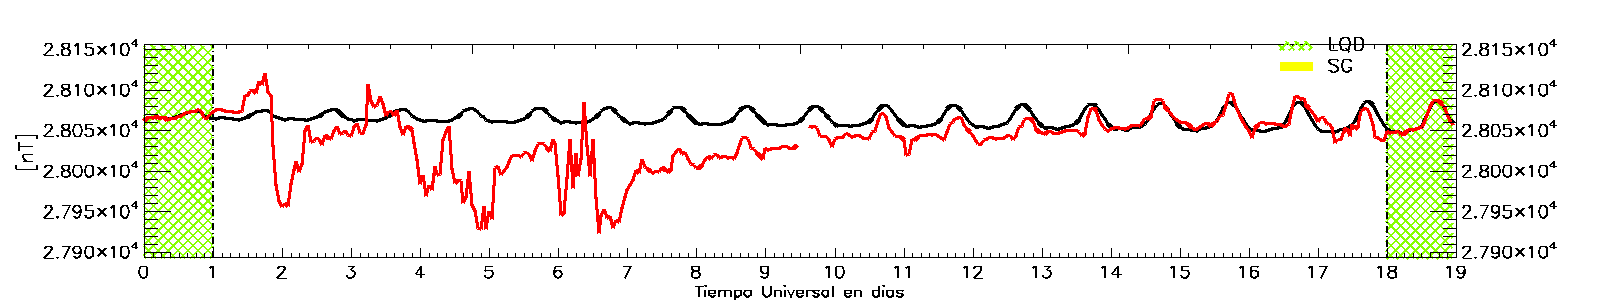 LQD
SG
2.815×10⁴
2.810×10⁴
2.805×10⁴
2.800×10⁴
2.795×10⁴
2.790×10⁴
[nT]
2.815×10⁴
2.810×10⁴
2.805×10⁴
2.800×10⁴
2.795×10⁴
2.790×10⁴
0 1 2 3 4 5 6 7 8 9 10 11 12 13 14 15 16 17 18 19
Tiempo Universal en dias